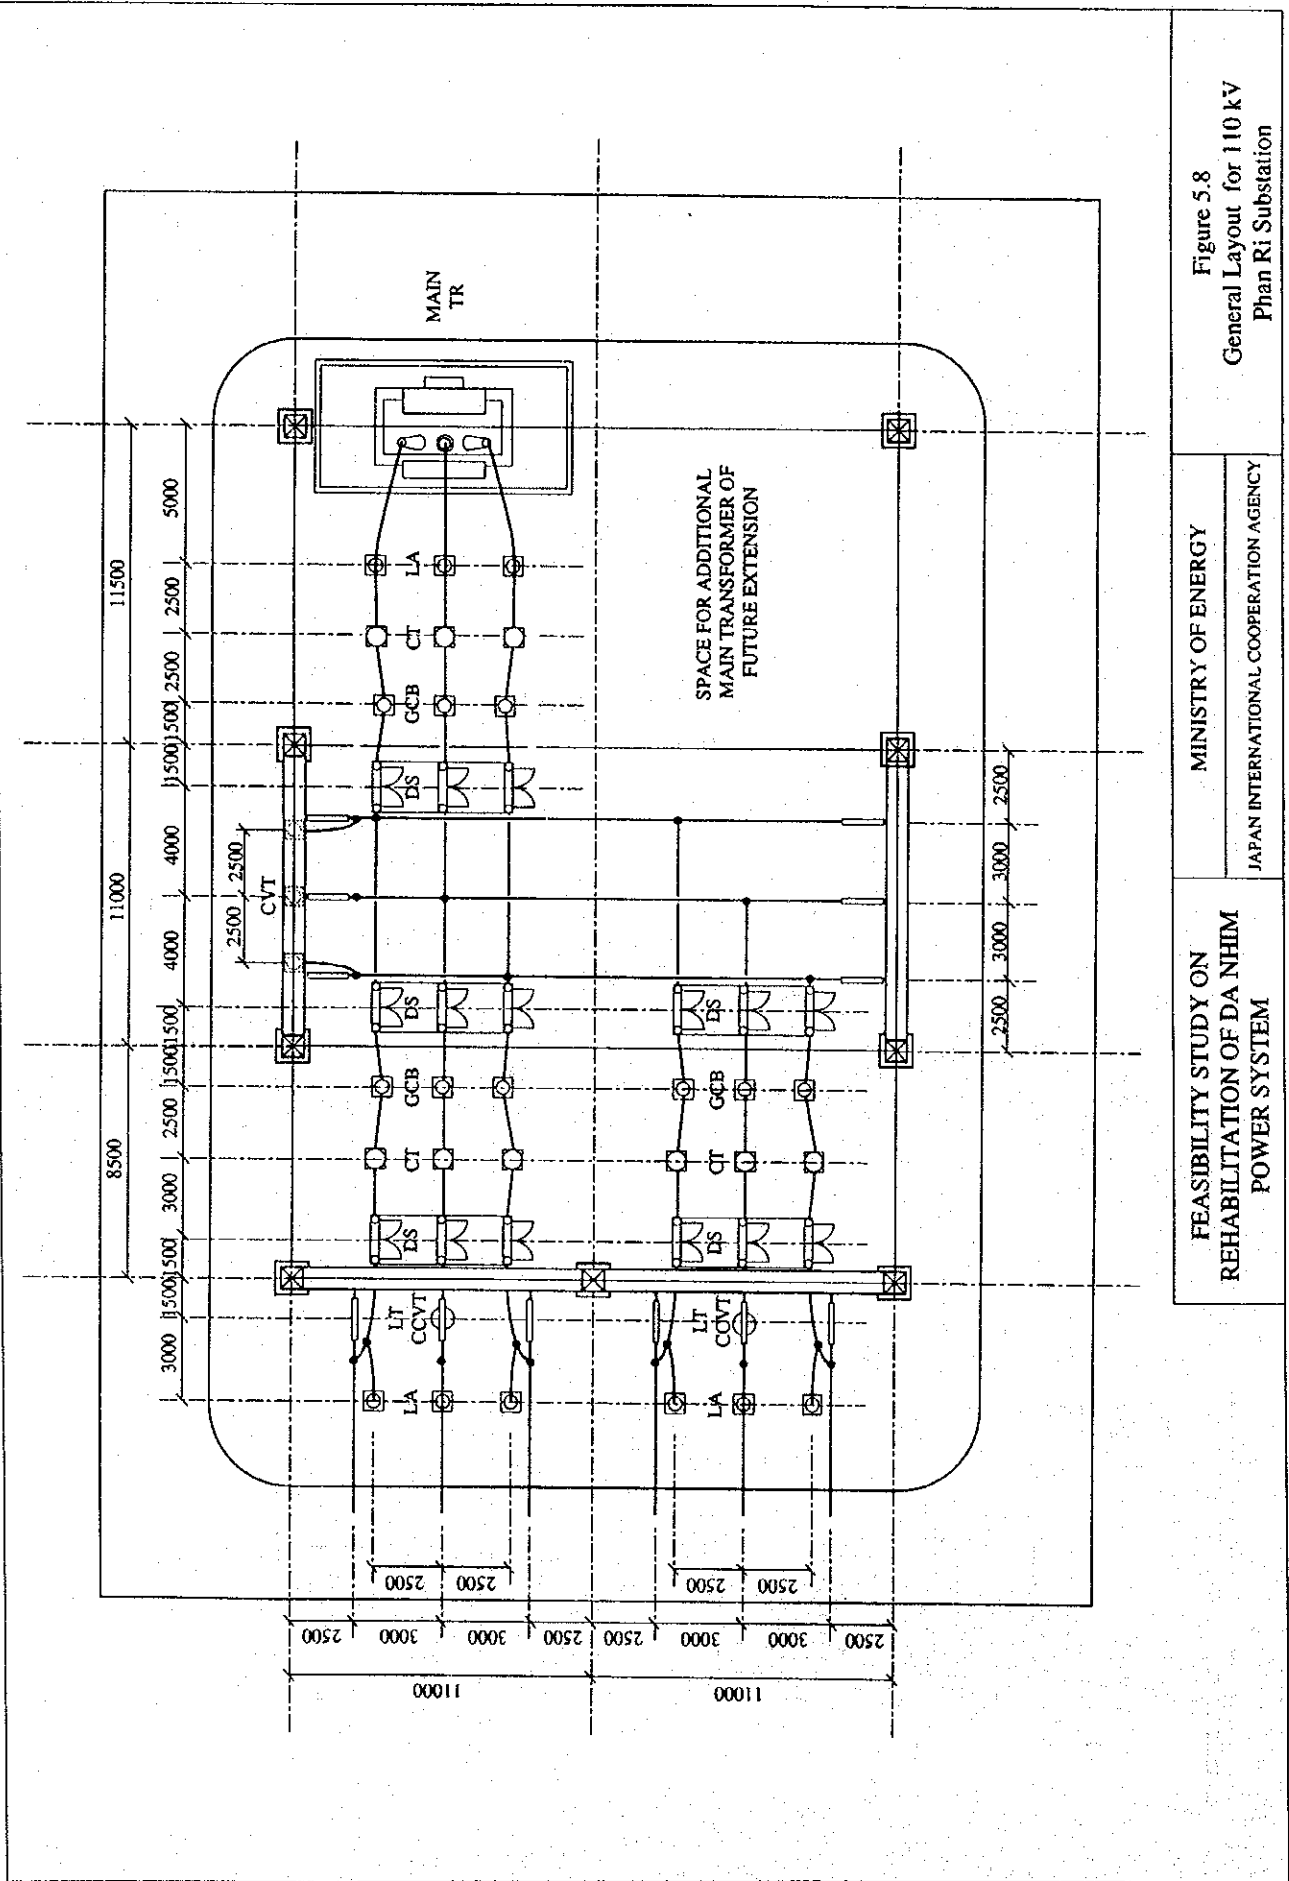 11500
11000
8500
5000
2500
2500
1500
1500
4000
4000
1500
1500
2500
3000
1500
1500
3000
2500
2500
CVT
MAIN
TR
LA
CT
GCB
DS
DS
GCB
CT
DS
LT
CCVT
LA
SPACE FOR ADDITIONAL
MAIN TRANSFORMER OF
FUTURE EXTENSION
DS
GCB
CT
DS
LT
CCVT
LA
2500
3000
3000
2500
2500
2500
2500
2500
2500
3000
3000
2500
2500
3000
3000
2500
11000
11000
FEASIBILITY STUDY ON
REHABILITATION OF DA NHIM
POWER SYSTEM
MINISTRY OF ENERGY
JAPAN INTERNATIONAL COOPERATION AGENCY
Figure 5.8
General Layout for 110 kV
Phan Ri Substation